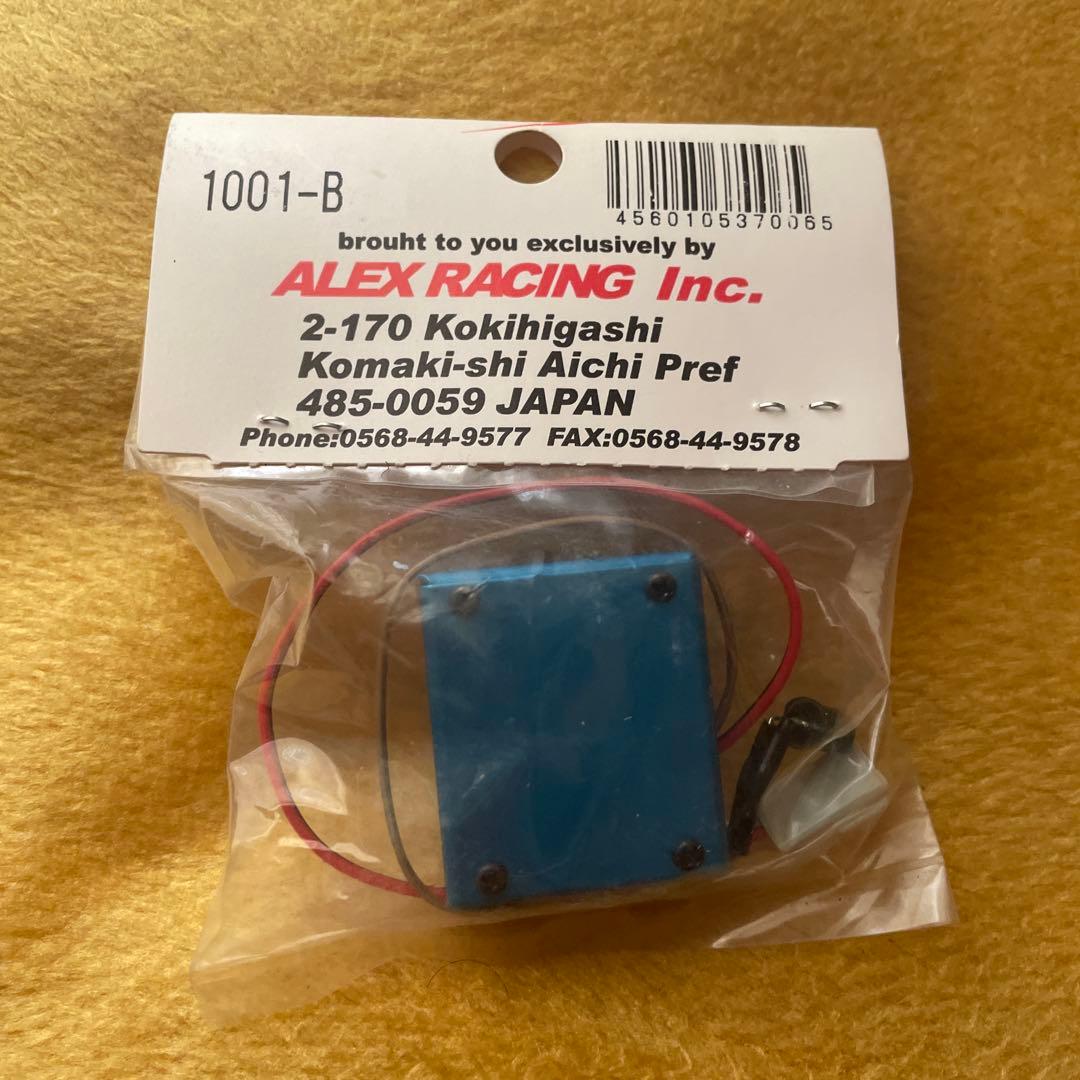 1001-B
4560105370065
brouht to you exclusively by
ALEX RACING Inc.
2-170 Kokihigashi
Komaki-shi Aichi Pref
485-0059 JAPAN
Phone:0568-44-9577 FAX:0568-44-9578